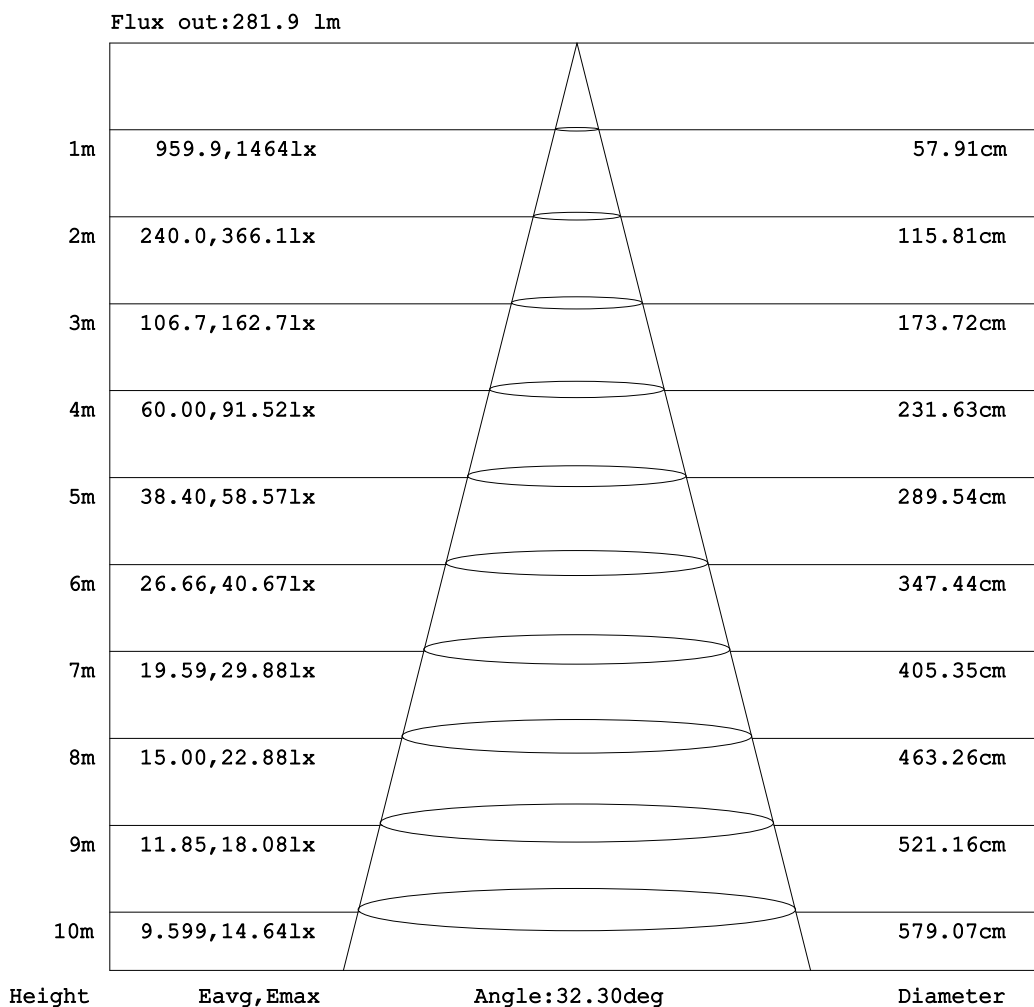 Flux out:281.9 lm
1m 959.9,1464lx 57.91cm
2m 240.0,366.1lx 115.81cm
3m 106.7,162.7lx 173.72cm
4m 60.00,91.52lx 231.63cm
5m 38.40,58.57lx 289.54cm
6m 26.66,40.67lx 347.44cm
7m 19.59,29.88lx 405.35cm
8m 15.00,22.88lx 463.26cm
9m 11.85,18.08lx 521.16cm
10m 9.599,14.64lx 579.07cm
Height Eavg,Emax Angle:32.30deg Diameter